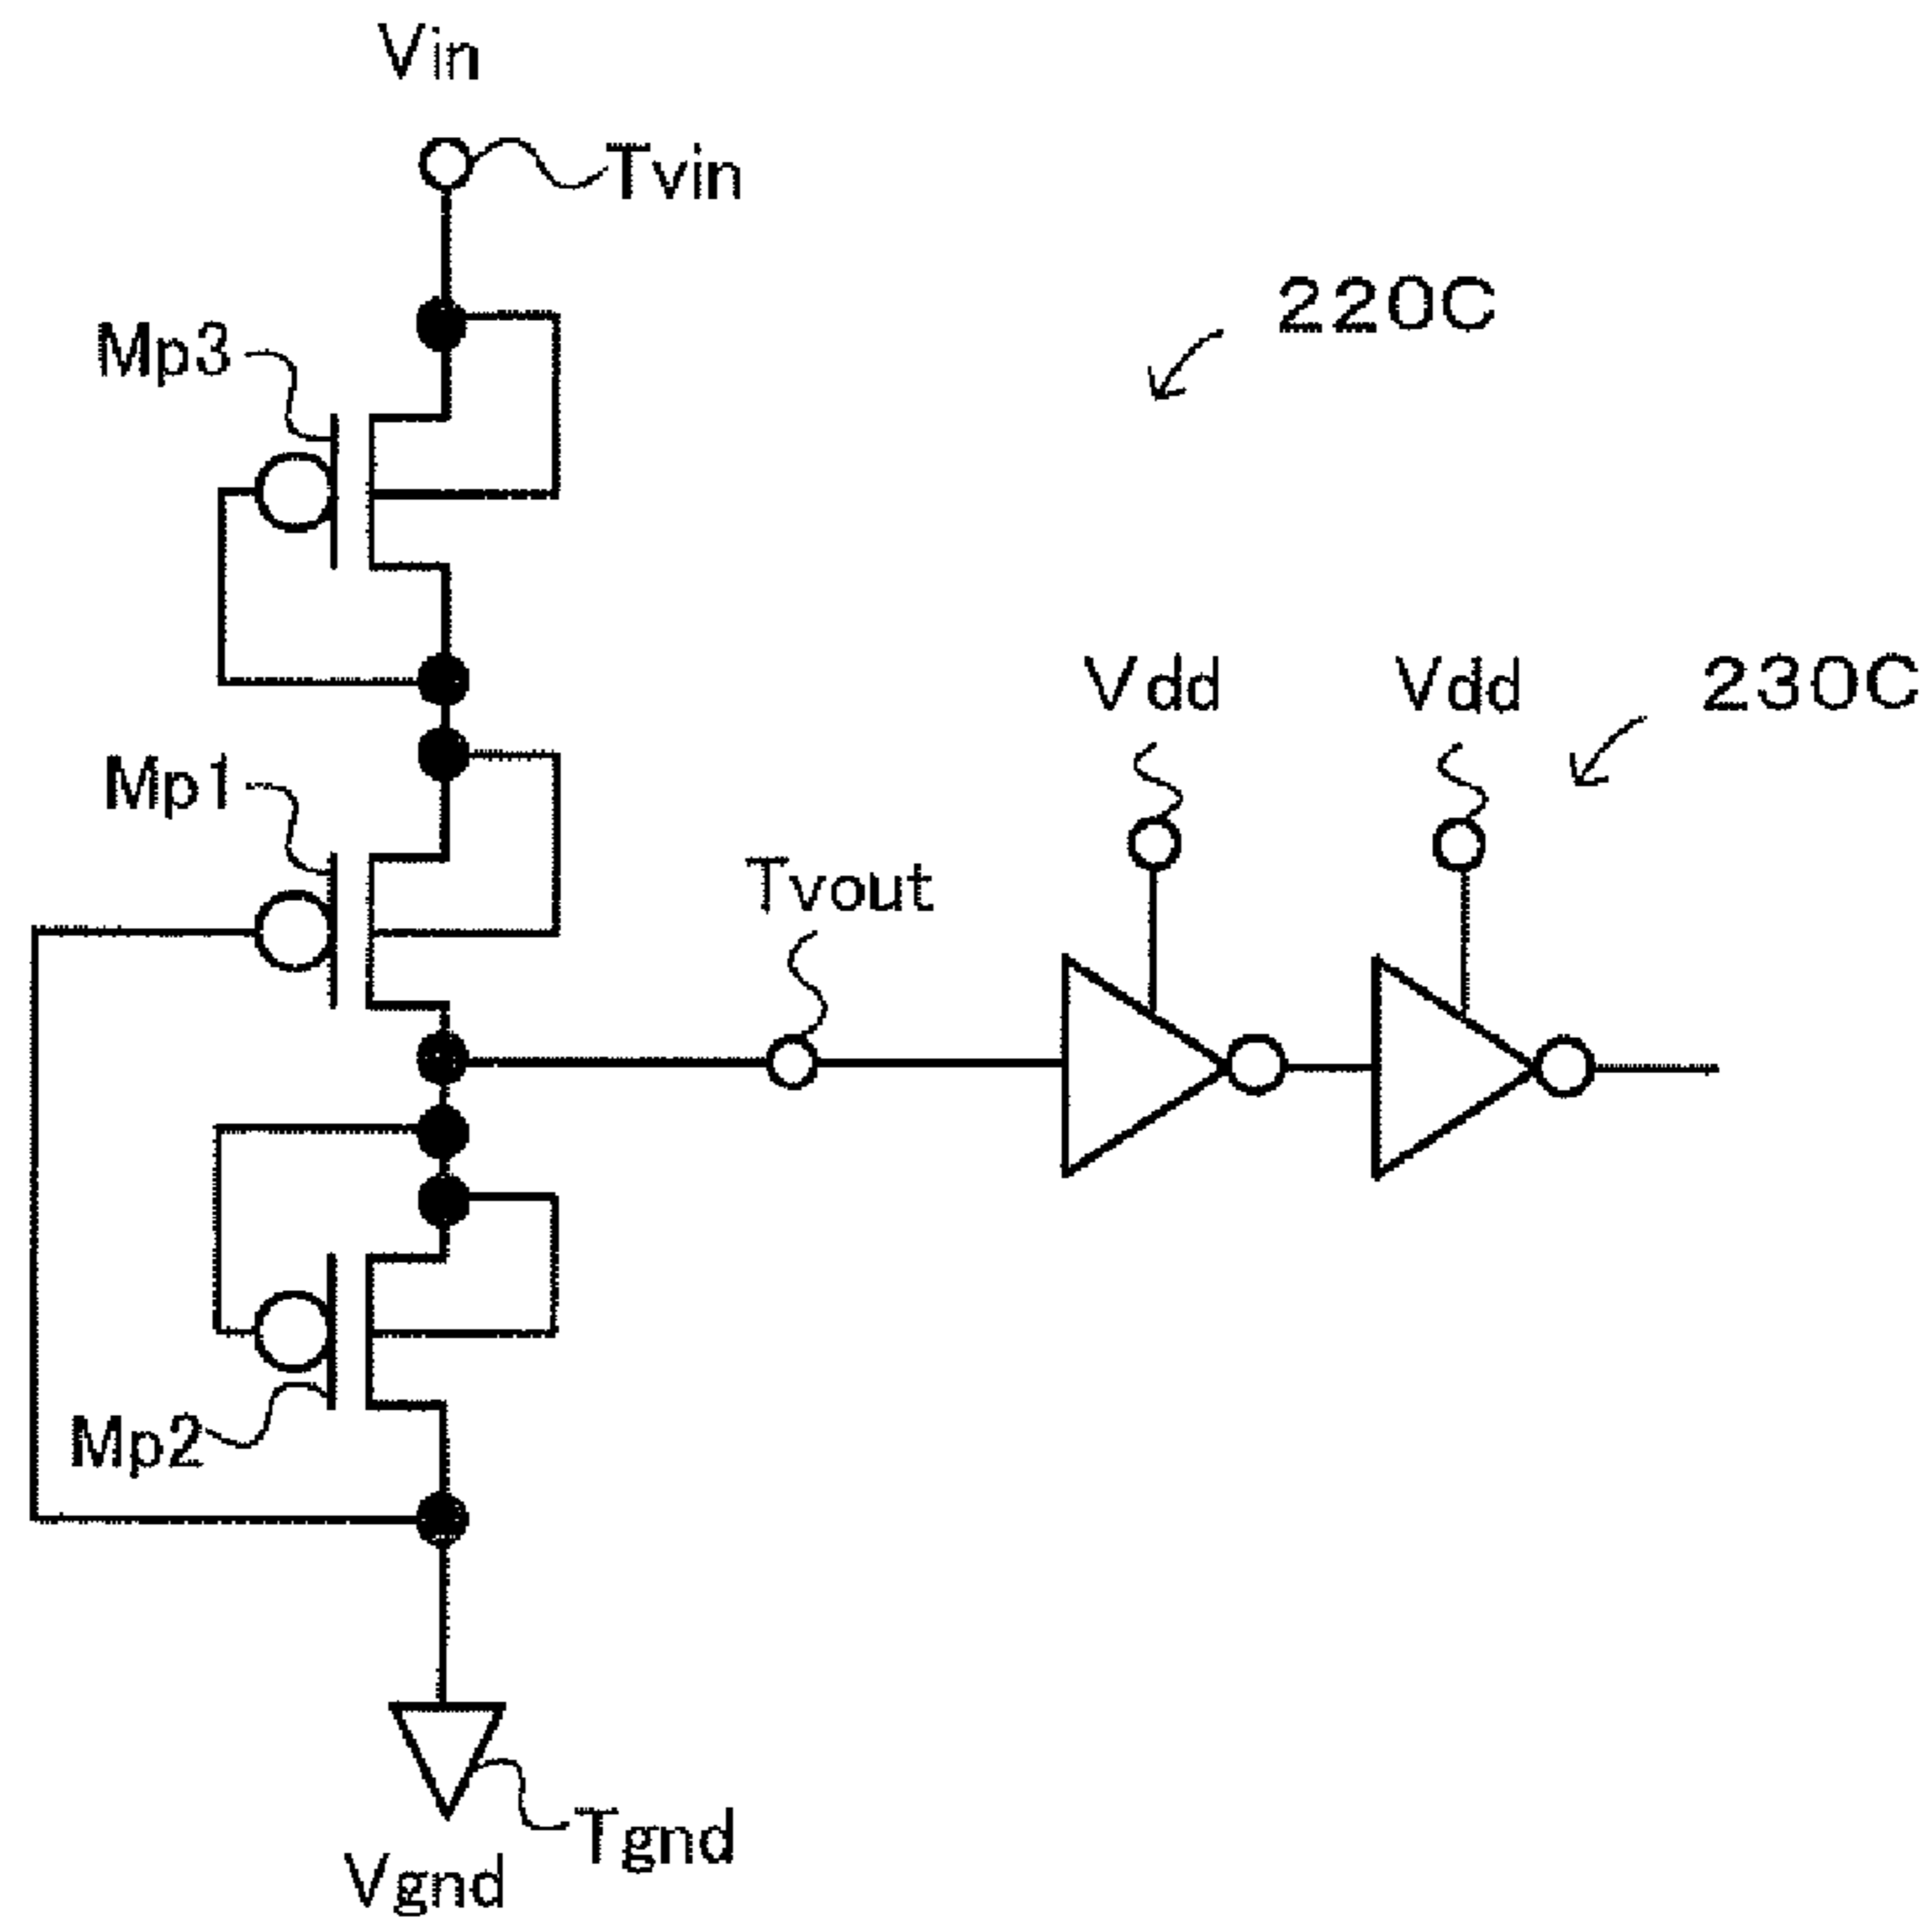 Vin
Tvin
220C
Mp3
Vdd
Vdd
230C
Mp1
Tvout
Mp2
Tgnd
Vgnd